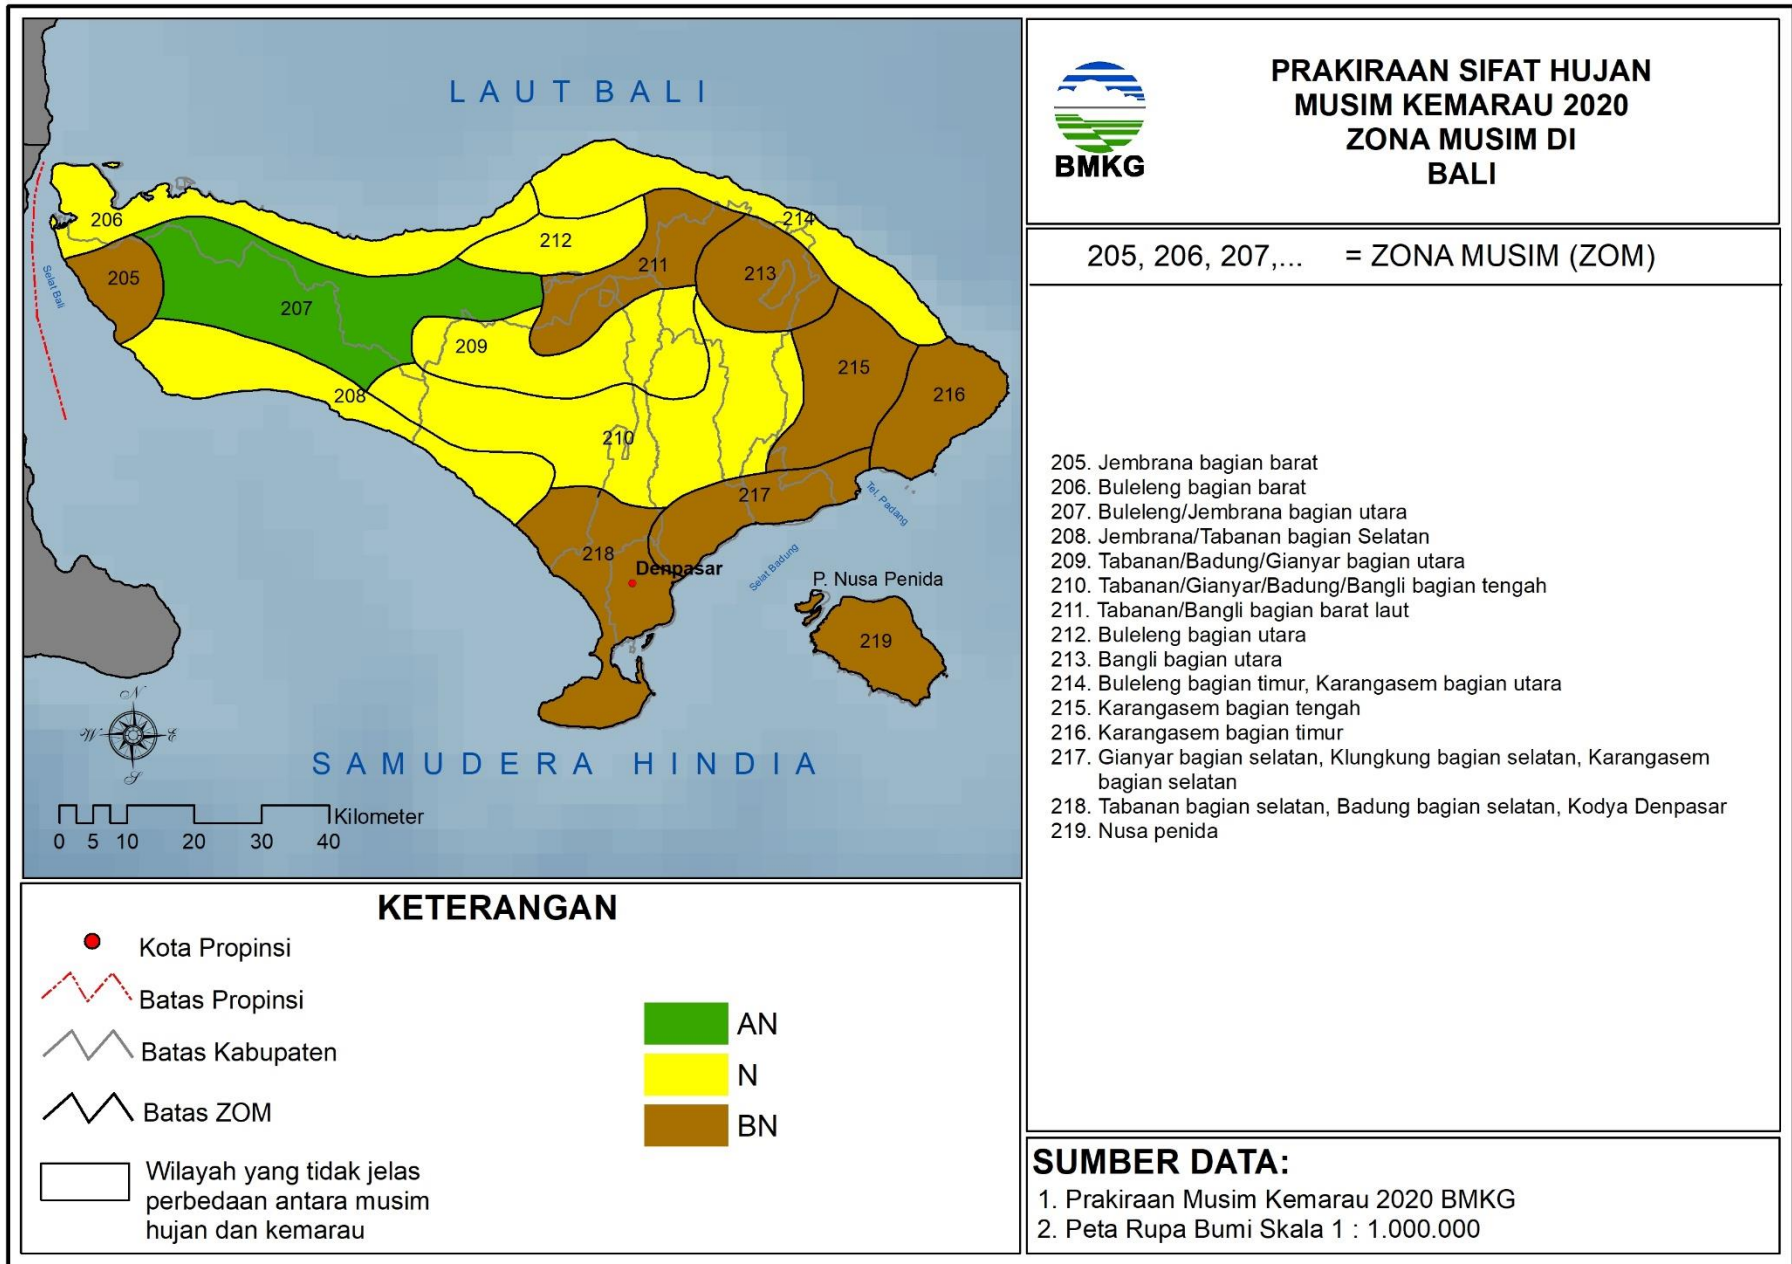 LAUT BALI
206
212
214
211
213
205
Selat Bali
207
209
215
208
216
210
217
Tel. Padang
218
Denpasar
Selat Badung
P. Nusa Penida
219
N
W
E
S
SAMUDERA HINDIA
Kilometer
0 5 10 20 30 40
KETERANGAN
Kota Propinsi
Batas Propinsi
Batas Kabupaten
Batas ZOM
Wilayah yang tidak jelas
perbedaan antara musim
hujan dan kemarau
AN
N
BN
BMKG
PRAKIRAAN SIFAT HUJAN
MUSIM KEMARAU 2020
ZONA MUSIM DI
BALI
205, 206, 207,... = ZONA MUSIM (ZOM)
205. Jembrana bagian barat
206. Buleleng bagian barat
207. Buleleng/Jembrana bagian utara
208. Jembrana/Tabanan bagian Selatan
209. Tabanan/Badung/Gianyar bagian utara
210. Tabanan/Gianyar/Badung/Bangli bagian tengah
211. Tabanan/Bangli bagian barat laut
212. Buleleng bagian utara
213. Bangli bagian utara
214. Buleleng bagian timur, Karangasem bagian utara
215. Karangasem bagian tengah
216. Karangasem bagian timur
217. Gianyar bagian selatan, Klungkung bagian selatan, Karangasem
bagian selatan
218. Tabanan bagian selatan, Badung bagian selatan, Kodya Denpasar
219. Nusa penida
SUMBER DATA:
1. Prakiraan Musim Kemarau 2020 BMKG
2. Peta Rupa Bumi Skala 1 : 1.000.000